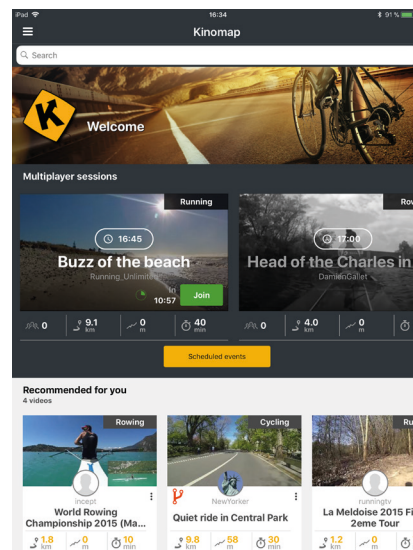 iPad
16:34
91 %
Kinomap
Search
K
Welcome
Multiplayer sessions
Running
16:45
Buzz of the beach
Running_Unlimited
in
10:57
Join
0
9.1 km
0 m
40 min
17:00
Head of the Charles in
DamienGaliet
0
4.0 km
0 m
Scheduled events
Recommended for you
4 videos
Rowing
incept
World Rowing
Championship 2015 (Ma...
1.8 km
0 m
10 min
Cycling
NewYorker
Quiet ride in Central Park
9.8 km
58 m
30 min
runningtv
La Meldoise 2015 Fi
2eme Tour
1.2 km
0 m